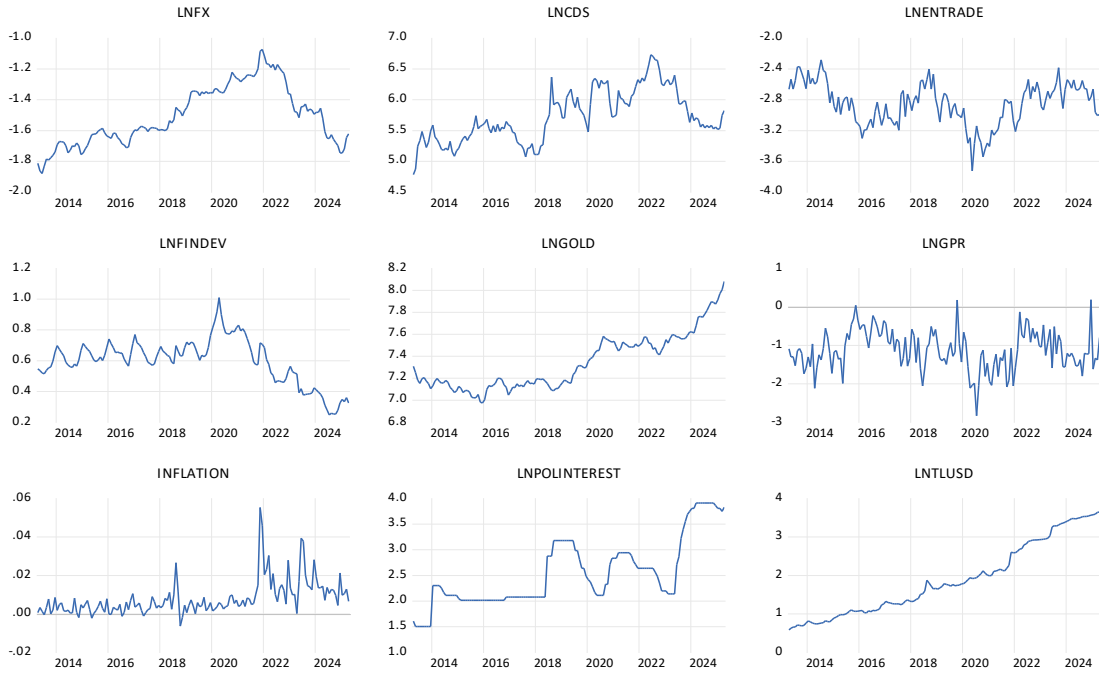 LNFX LNCDS LNENTRADE
-1.0 7.0 -2.0
-1.2 6.5 -2.4
-1.4 6.0 -2.8
-1.6 5.5 -3.2
-1.8 5.0 -3.6
-2.0 4.5 -4.0
2014 2016 2018 2020 2022 2024 2014 2016 2018 2020 2022 2024 2014 2016 2018 2020 2022 2024
LNFINDEV LNGOLD LNGPR
1.2 8.2 1
8.0
1.0 7.8 0
0.8 7.6 -1
7.4
0.6 7.2 -2
0.4 7.0
0.2 6.8 -3
2014 2016 2018 2020 2022 2024 2014 2016 2018 2020 2022 2024 2014 2016 2018 2020 2022 2024
INFLATION LNPOLINTEREST LNTLUSD
.06 4.0 4
3.5
.04 3.0 3
.02 2.5 2
2.0
.00 1.5 1
-.02 1.0 0
2014 2016 2018 2020 2022 2024 2014 2016 2018 2020 2022 2024 2014 2016 2018 2020 2022 2024